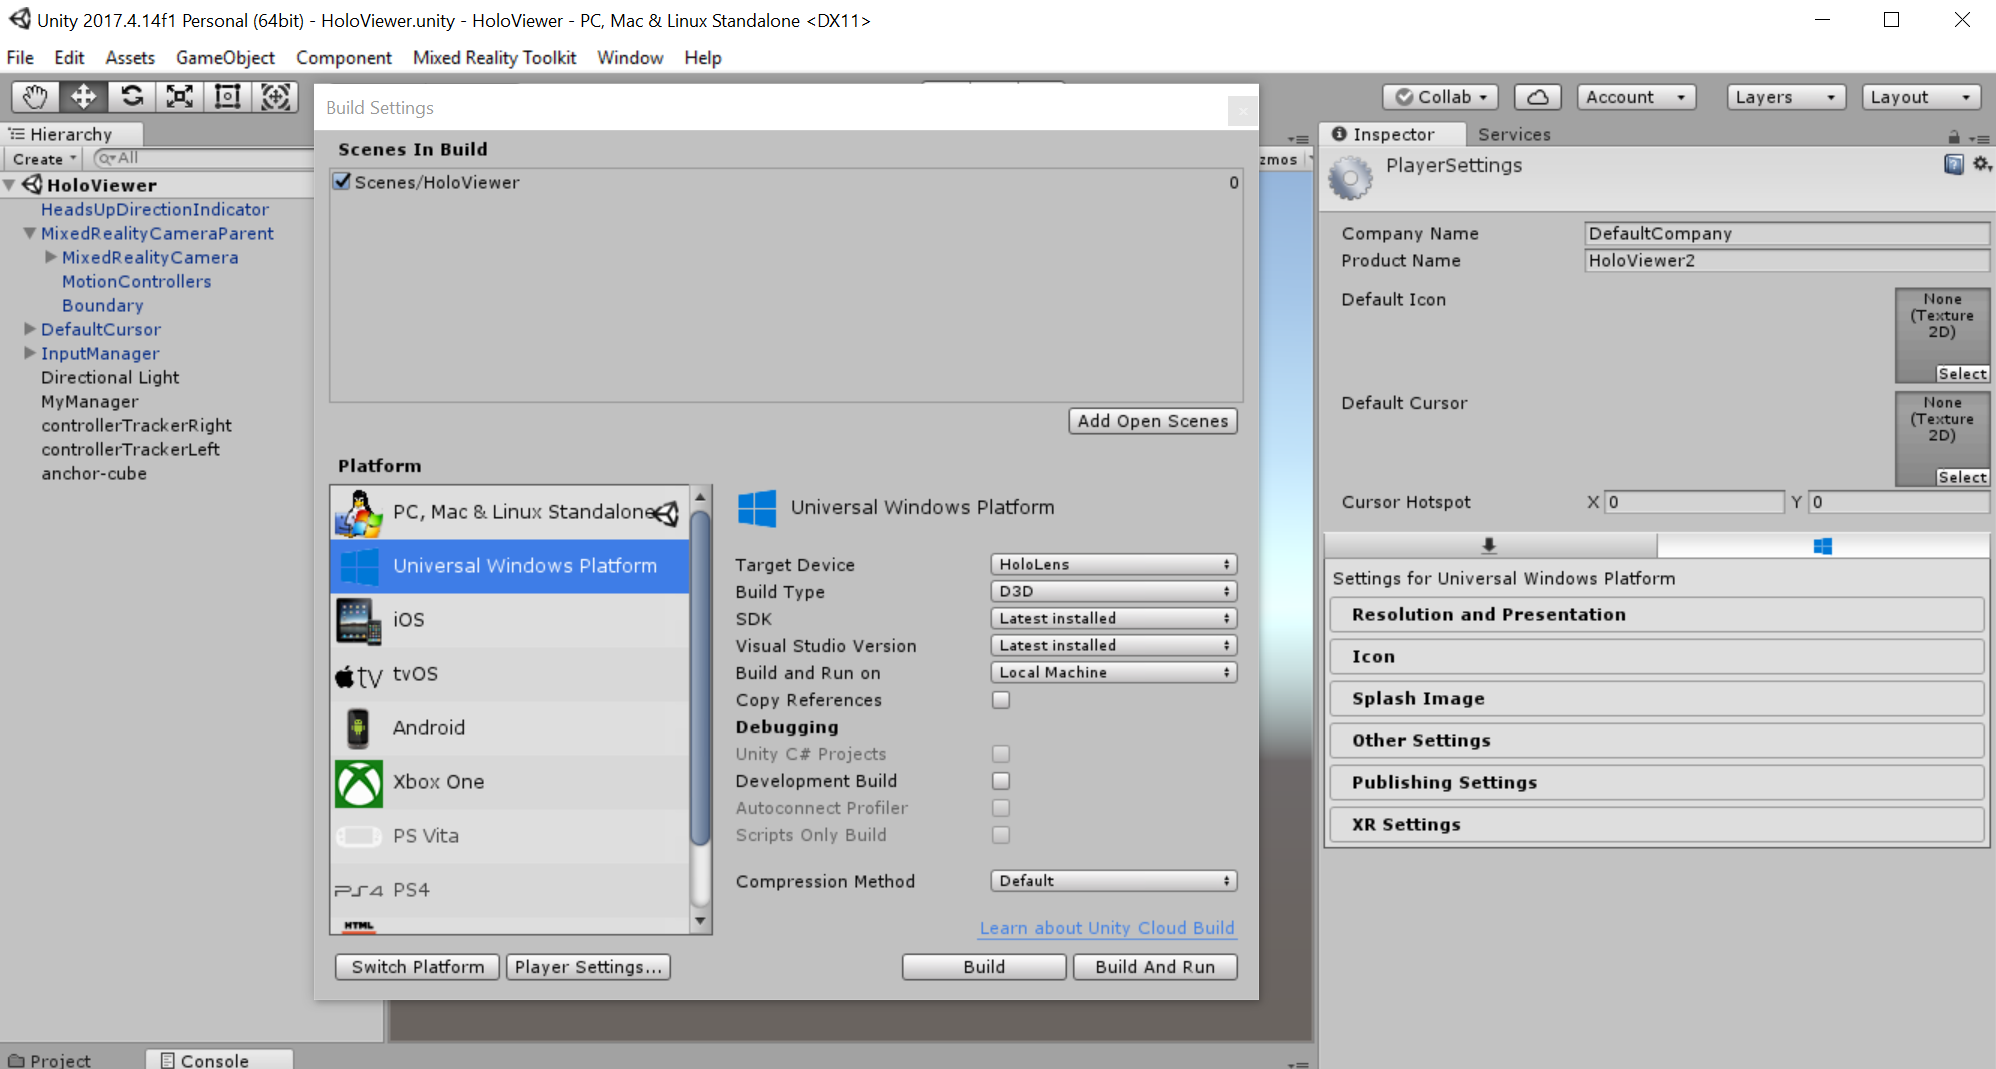 Unity 2017.4.14f1 Personal (64bit) - HoloViewer.unity - HoloViewer - PC, Mac & Linux Standalone <DX11>
File Edit Assets GameObject Component Mixed Reality Toolkit Window Help
Collab Account Layers Layout
Hierarchy
Create All
HoloViewer
HeadsUpDirectionIndicator
MixedRealityCameraParent
MixedRealityCamera
MotionControllers
Boundary
DefaultCursor
InputManager
Directional Light
MyManager
controllerTrackerRight
controllerTrackerLeft
anchor-cube
Project Console
Build Settings
Scenes In Build
Scenes/HoloViewer 0
Add Open Scenes
Platform
PC, Mac & Linux Standalone
Universal Windows Platform
iOS
tv tvOS
Android
Xbox One
PS Vita
PS4 PS4
HTML
Switch Platform Player Settings...
Universal Windows Platform
Target Device HoloLens
Build Type D3D
SDK Latest installed
Visual Studio Version Latest installed
Build and Run on Local Machine
Copy References
Debugging
Unity C# Projects
Development Build
Autoconnect Profiler
Scripts Only Build
Compression Method Default
Learn about Unity Cloud Build
Build Build And Run
zmos
Inspector Services
PlayerSettings
Company Name DefaultCompany
Product Name HoloViewer2
Default Icon
None
(Texture
2D)
Select
Default Cursor
None
(Texture
2D)
Select
Cursor Hotspot X 0 Y 0
Settings for Universal Windows Platform
Resolution and Presentation
Icon
Splash Image
Other Settings
Publishing Settings
XR Settings